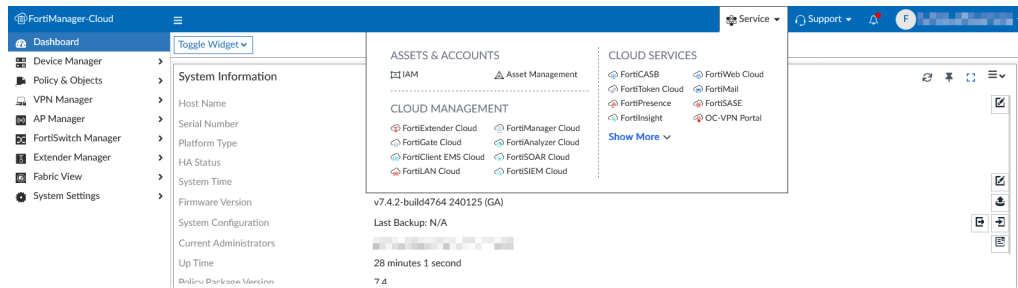 FortiManager-Cloud
Service
Support
F
Dashboard
Device Manager
Policy & Objects
VPN Manager
AP Manager
FortiSwitch Manager
Extender Manager
Fabric View
System Settings
Toggle Widget
System Information
Host Name
Serial Number
Platform Type
HA Status
System Time
Firmware Version
v7.4.2-build4764 240125 (GA)
System Configuration
Last Backup: N/A
Current Administrators
Up Time
28 minutes 1 second
Policy Package Version
7.4
ASSETS & ACCOUNTS
IAM
Asset Management
CLOUD MANAGEMENT
FortiExtender Cloud
FortiManager Cloud
FortiGate Cloud
FortiAnalyzer Cloud
FortiClient EMS Cloud
FortiSOAR Cloud
FortiLAN Cloud
FortiSIEM Cloud
CLOUD SERVICES
FortiCASB
FortiWeb Cloud
FortiToken Cloud
FortiMail
FortiPresence
FortiSASE
FortiInsight
OC-VPN Portal
Show More